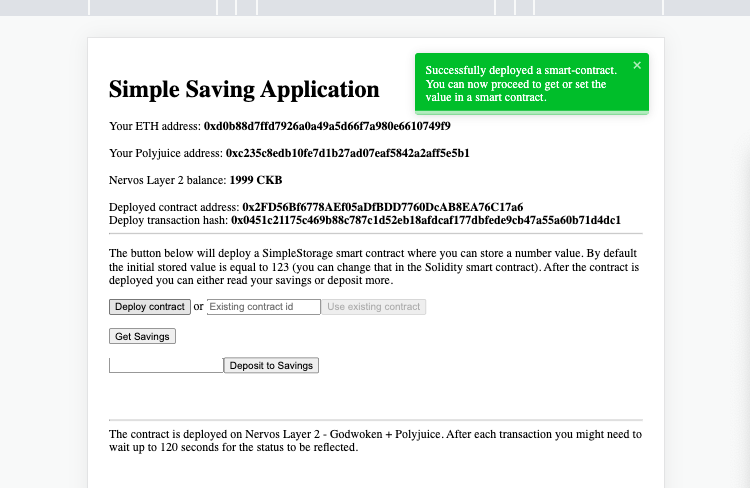 Successfully deployed a smart-contract.
You can now proceed to get or set the
value in a smart contract.
×
Simple Saving Application
Your ETH address: 0xd0b88d7ffd7926a0a49a5d66f7a980e6610749f9
Your Polyjuice address: 0xc235c8edb10fe7d1b27ad07eaf5842a2aff5e5b1
Nervos Layer 2 balance: 1999 CKB
Deployed contract address: 0x2FD56Bf6778AEf05aDfBDD7760DcAB8EA76C17a6
Deploy transaction hash: 0x0451c21175c469b88c787c1d52eb18afdcaf177dbfede9cb47a55a60b71d4dc1
The button below will deploy a SimpleStorage smart contract where you can store a number value. By default
the initial stored value is equal to 123 (you can change that in the Solidity smart contract). After the contract is
deployed you can either read your savings or deposit more.
Deploy contract or Existing contract id Use existing contract
Get Savings
Deposit to Savings
The contract is deployed on Nervos Layer 2 - Godwoken + Polyjuice. After each transaction you might need to
wait up to 120 seconds for the status to be reflected.